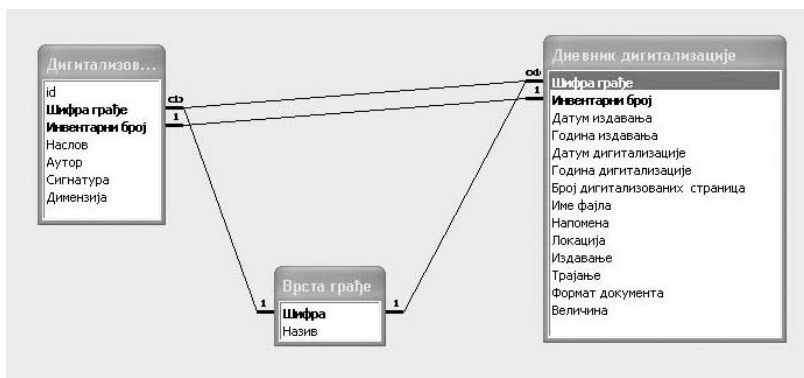 Дигитализов...
id
Шифра грађе
Инвентарни број
Наслов
Аутор
Сигнатура
Димензија
Дневник дигитализације
Шифра грађе
Инвентарни број
Датум издавања
Година издавања
Датум дигитализације
Година дигитализације
Број дигитализованих страница
Име фајла
Напомена
Локација
Издавање
Трајање
Формат документа
Величина
Врста грађе
Шифра
Назив
1
1
1
1